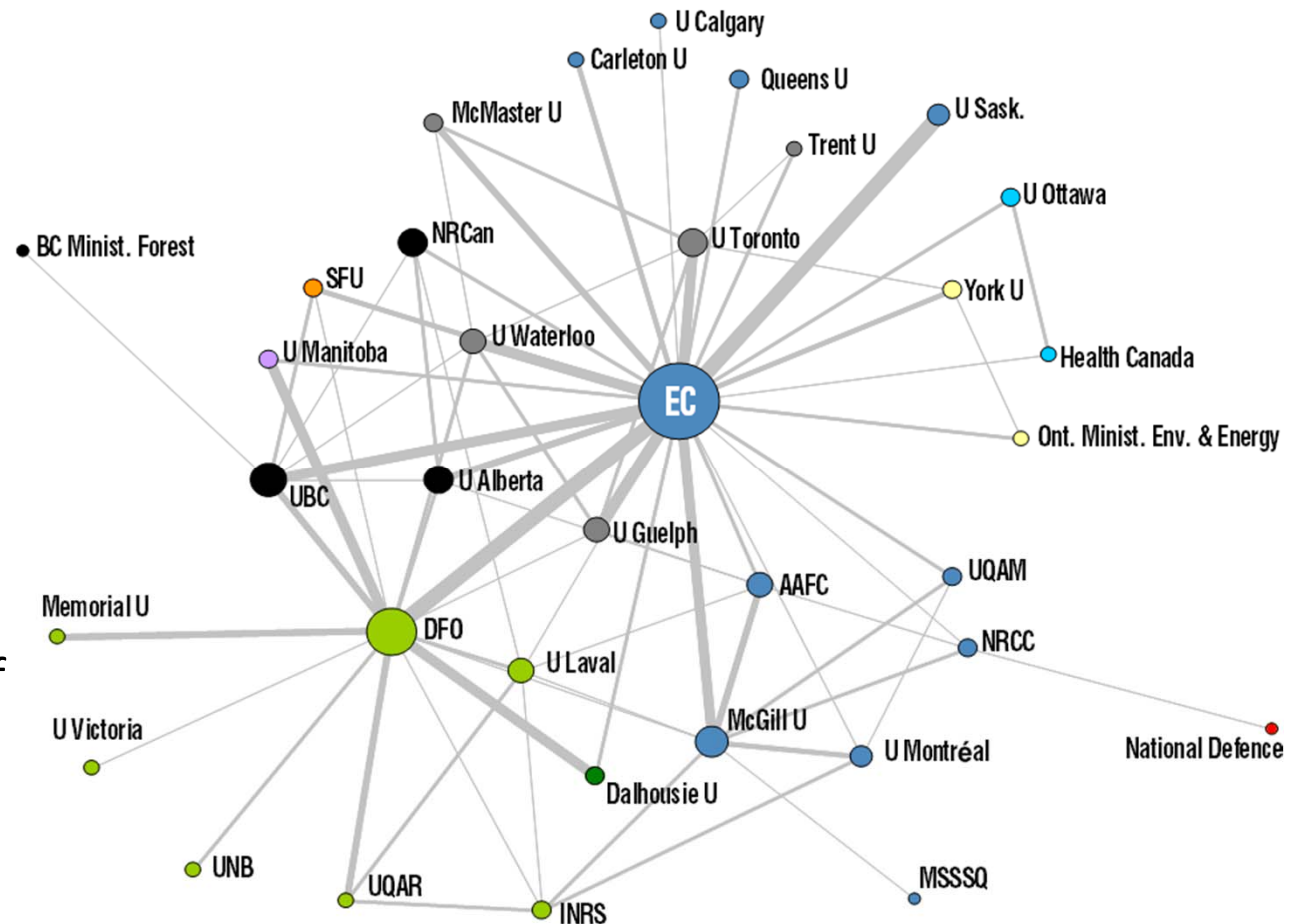 U Calgary
Carleton U
Queens U
McMaster U
U Sask.
Trent U
U Ottawa
NRCan
U Toronto
BC Minist. Forest
SFU
York U
U Waterloo
U Manitoba
Health Canada
EC
Ont. Minist. Env. & Energy
U Alberta
UBC
U Guelph
UQAM
AAFC
Memorial U
DFO
NRCC
U Laval
McGill U
U Victoria
National Defence
U Montréal
Dalhousie U
UNB
UQAR
MSSSQ
INRS